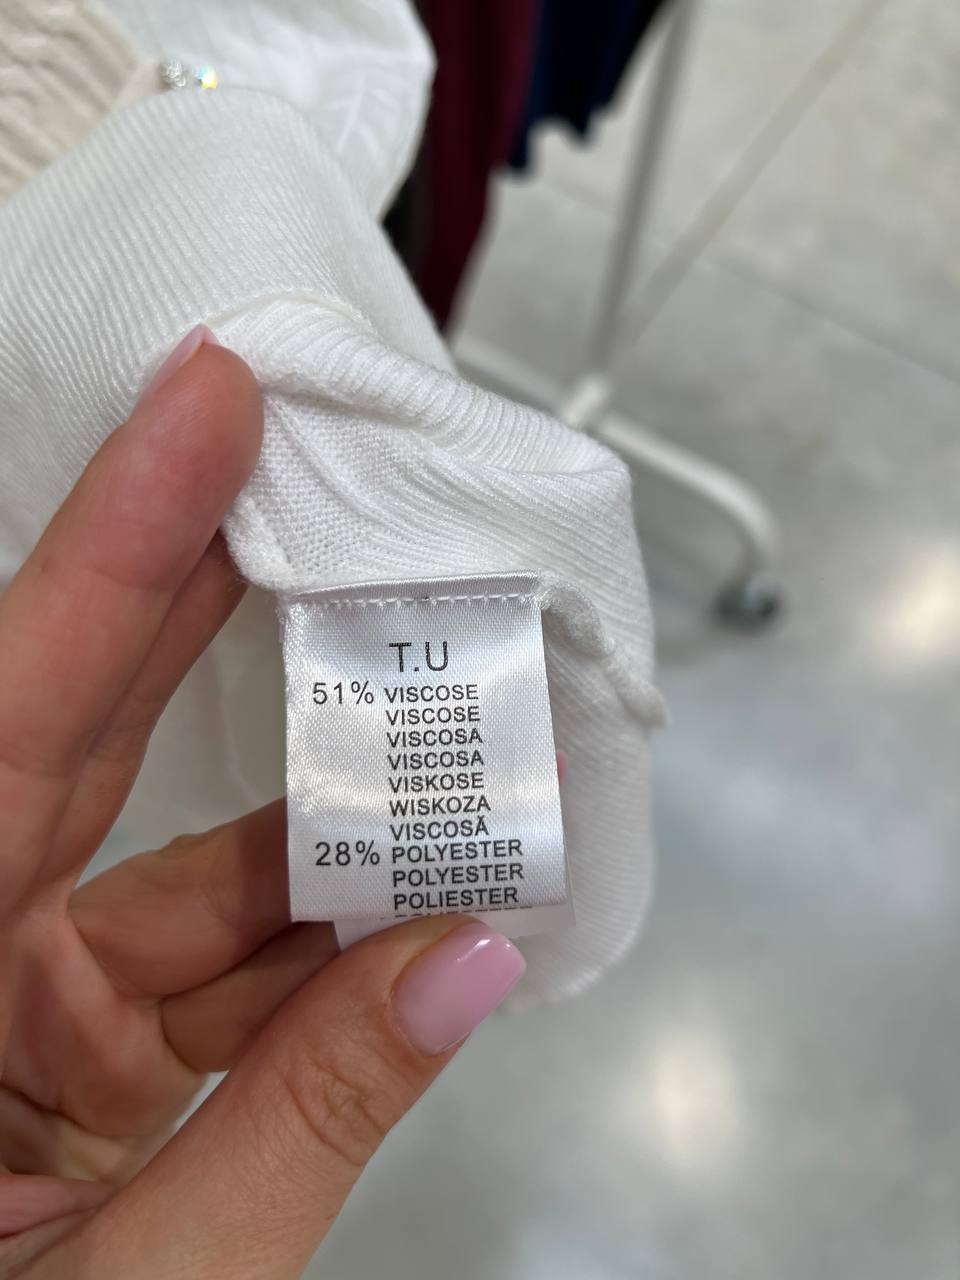 T.U
51% VISCOSE
VISCOSE
VISCOSA
VISCOSA
VISKOSE
WISKOZA
VISCOSĂ
28% POLYESTER
POLYESTER
POLIESTER